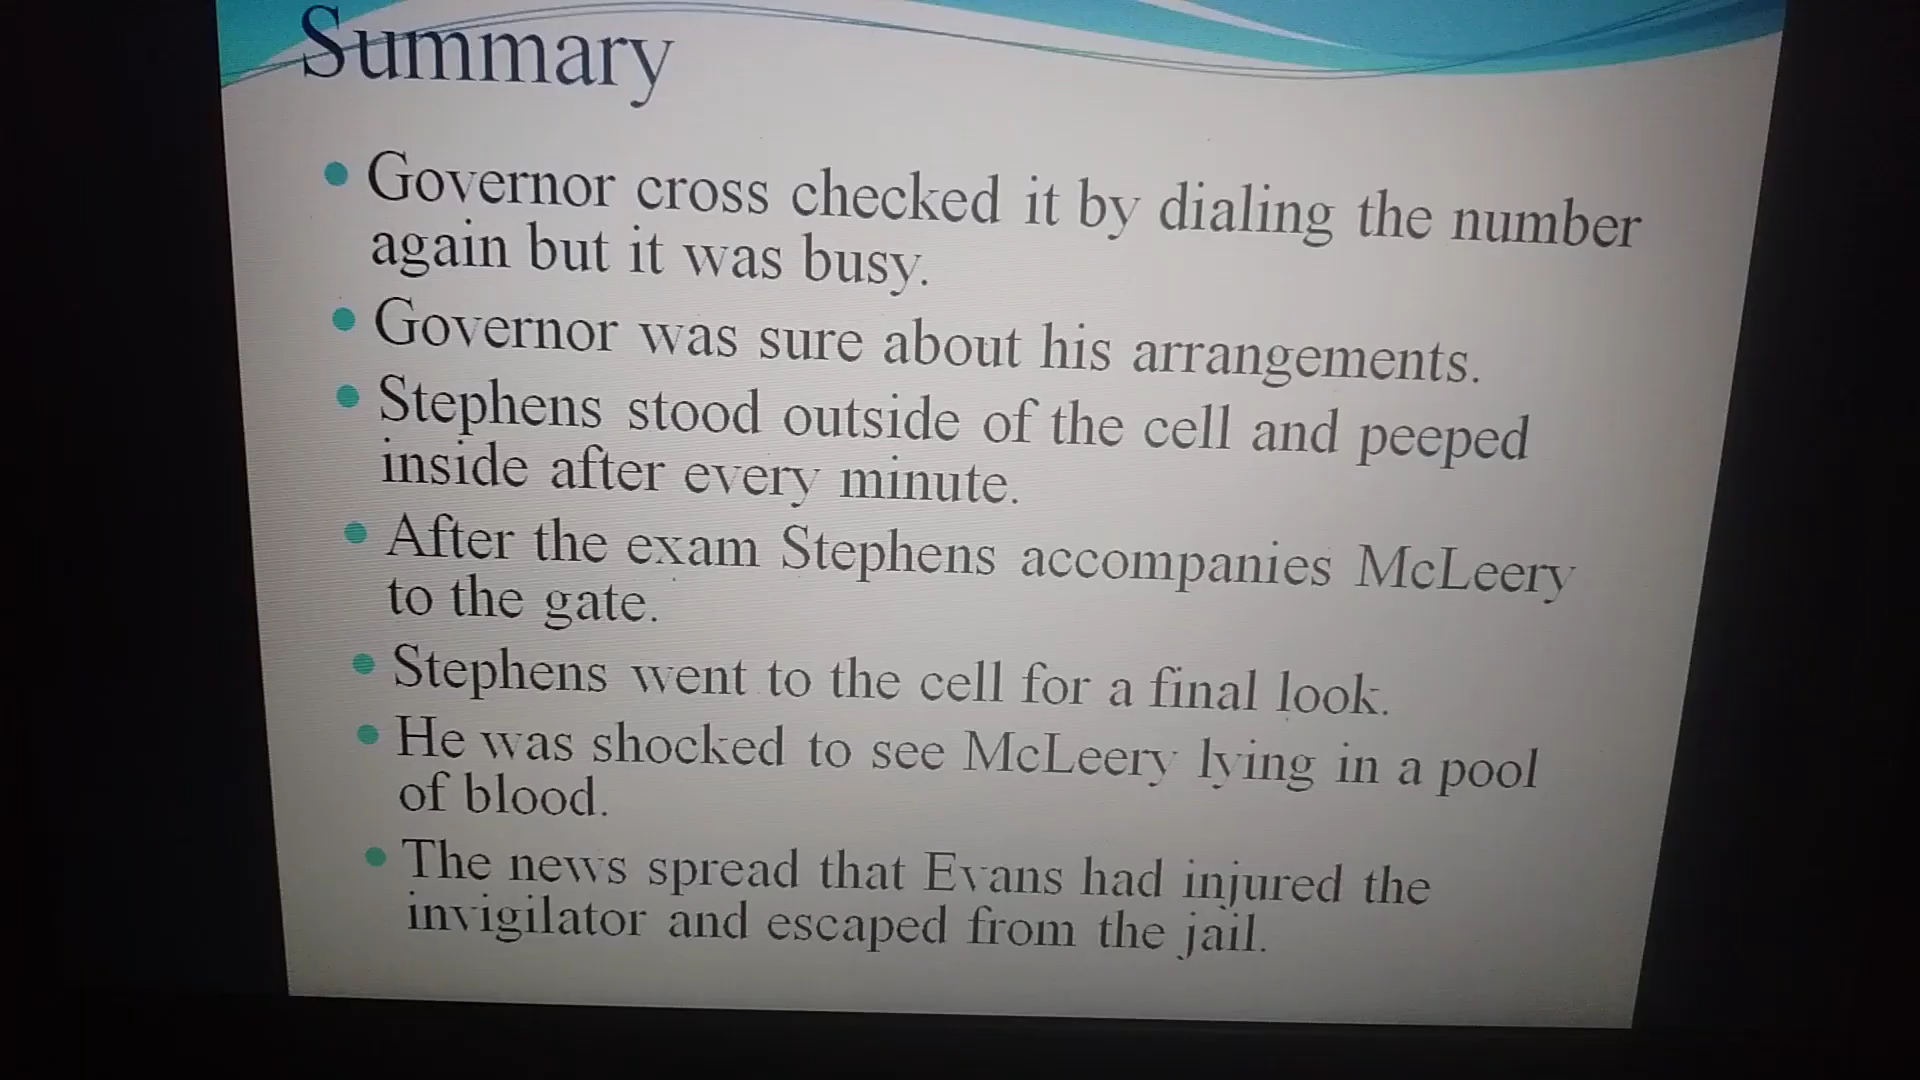 Summary
Governor cross checked it by dialing the number
again but it was busy.
Governor was sure about his arrangements.
Stephens stood outside of the cell and peeped
inside after every minute.
After the exam Stephens accompanies McLeery
to the gate.
Stephens went to the cell for a final look.
He was shocked to see McLeery lying in a pool
of blood.
The news spread that Evans had injured the
invigilator and escaped from the jail.